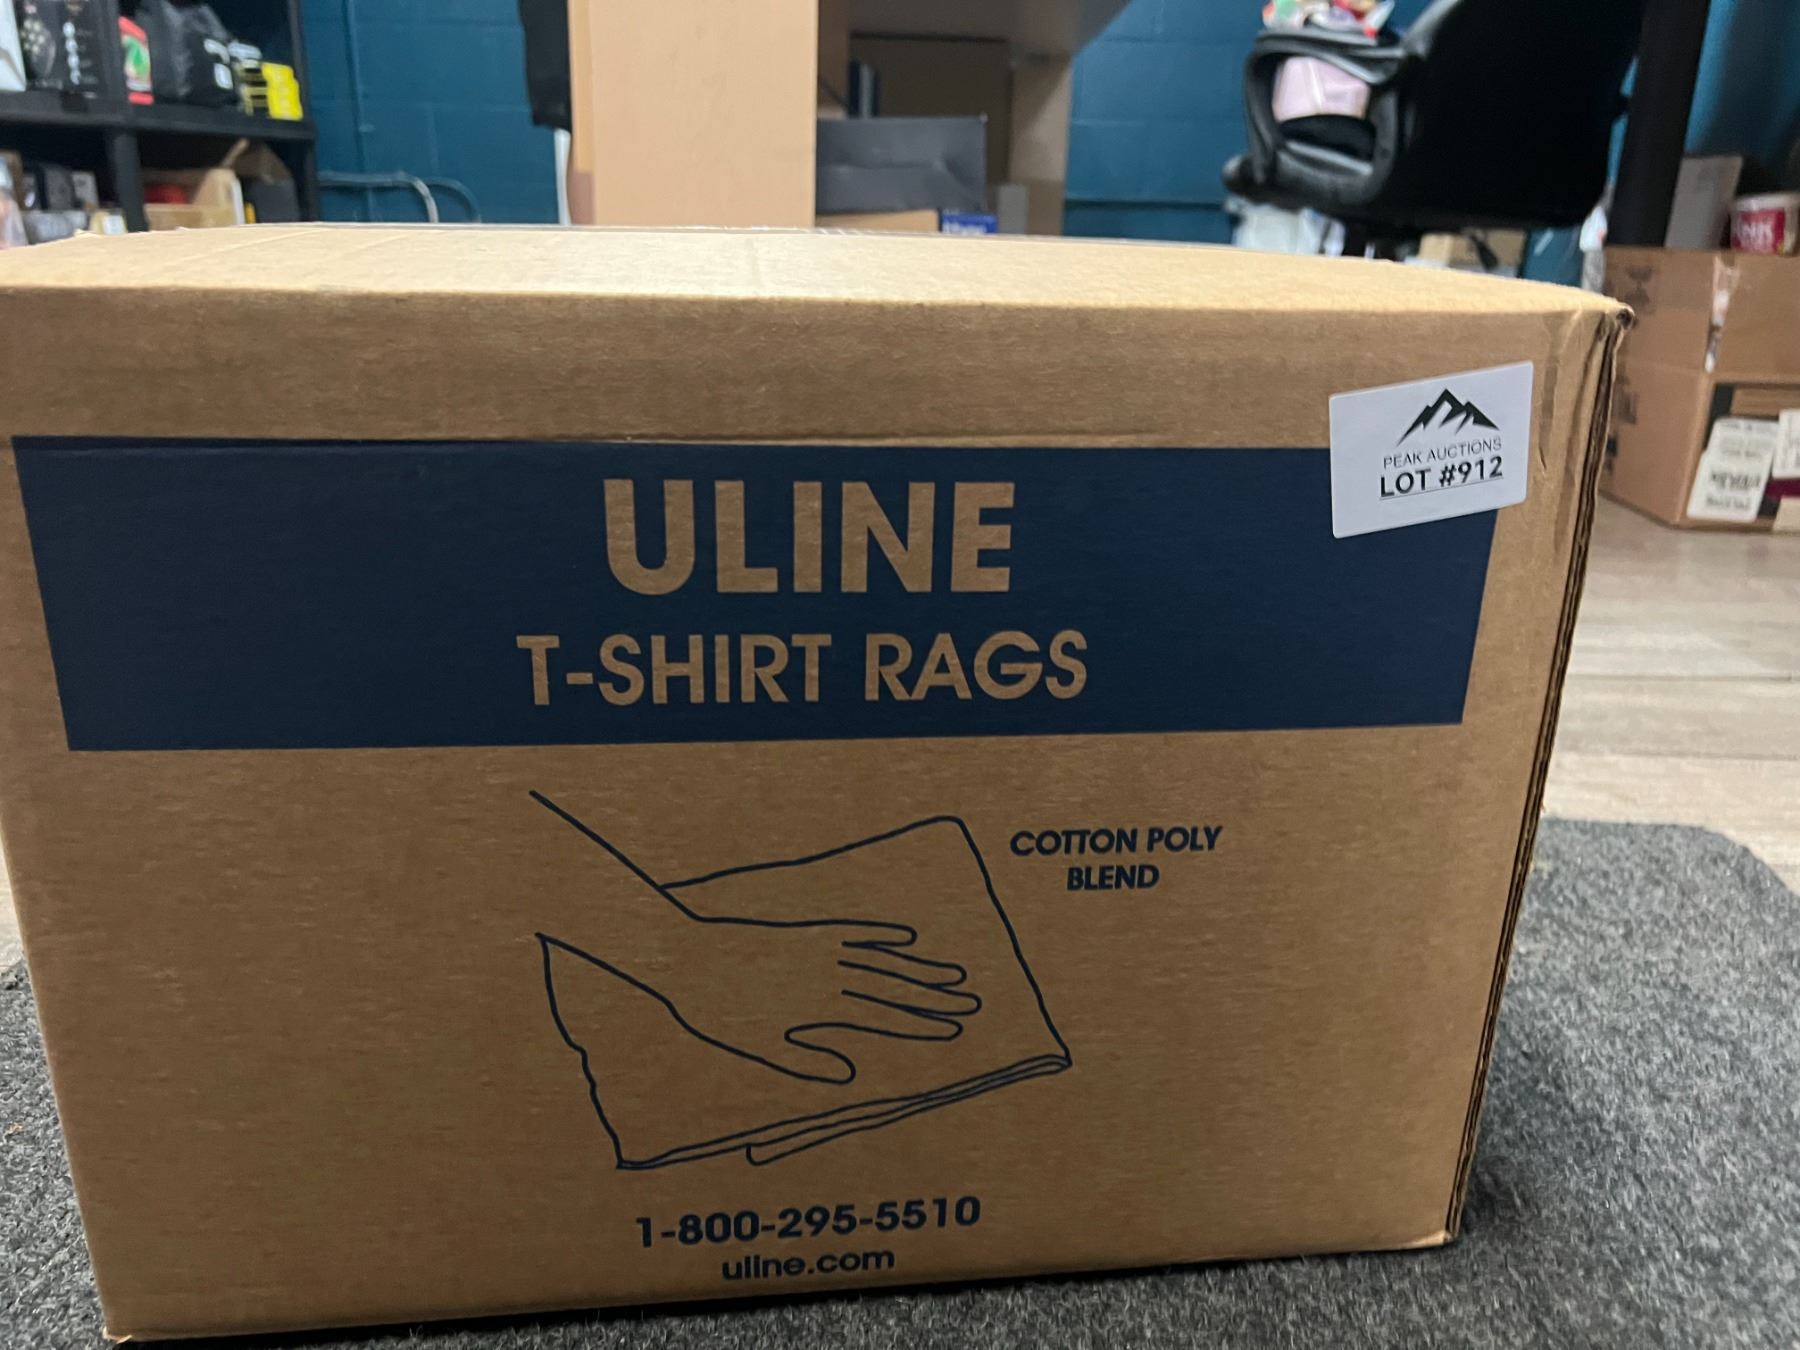 PEAK AUCTIONS
LOT #912
ULINE
T-SHIRT RAGS
COTTON POLY
BLEND
1-800-295-5510
uline.com